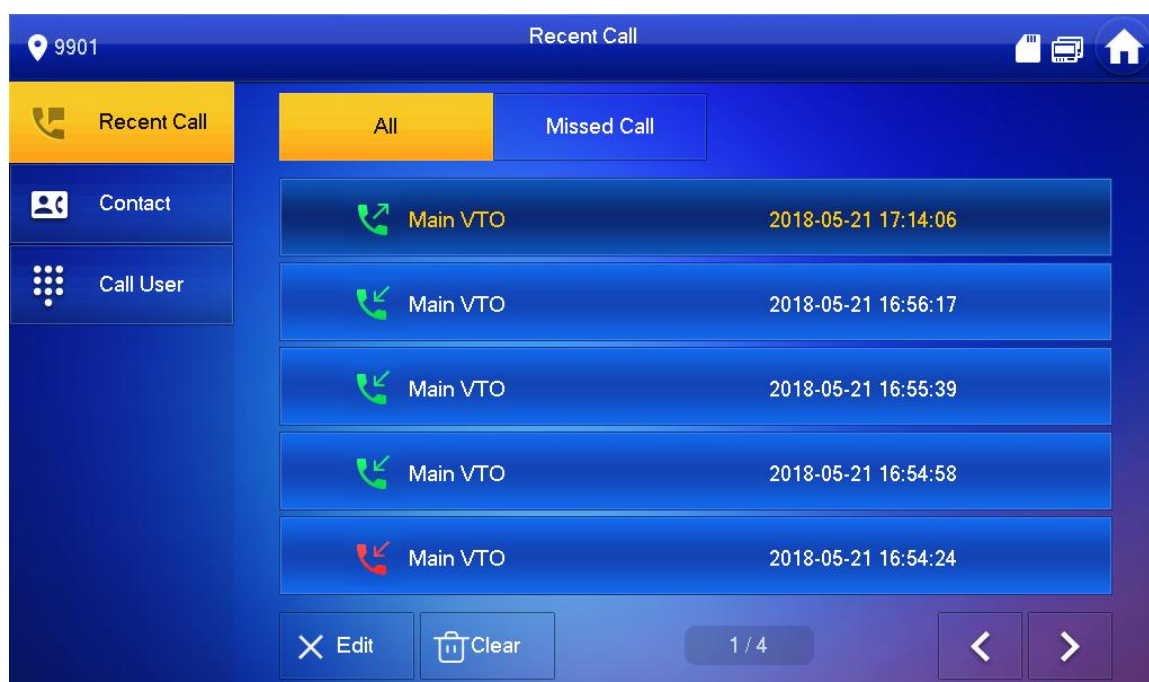 9901
Recent Call
Recent Call
Contact
Call User
All
Missed Call
Main VTO 2018-05-21 17:14:06
Main VTO 2018-05-21 16:56:17
Main VTO 2018-05-21 16:55:39
Main VTO 2018-05-21 16:54:58
Main VTO 2018-05-21 16:54:24
Edit
Clear
1 / 4